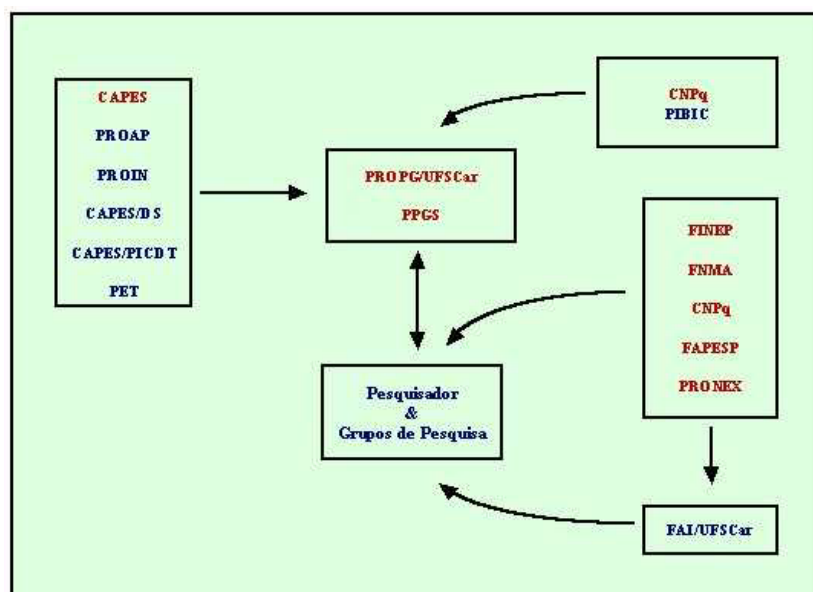 CAPES
PROAP
PROIN
CAPES/DS
CAPES/PICDT
PET
PROPG/UFSCar
PPGS
Pesquisador
&
Grupos de Pesquisa
CNPq
PIBIC
FINEP
FNMA
CNPq
FAPESP
PRONEX
FAI/UFSCar